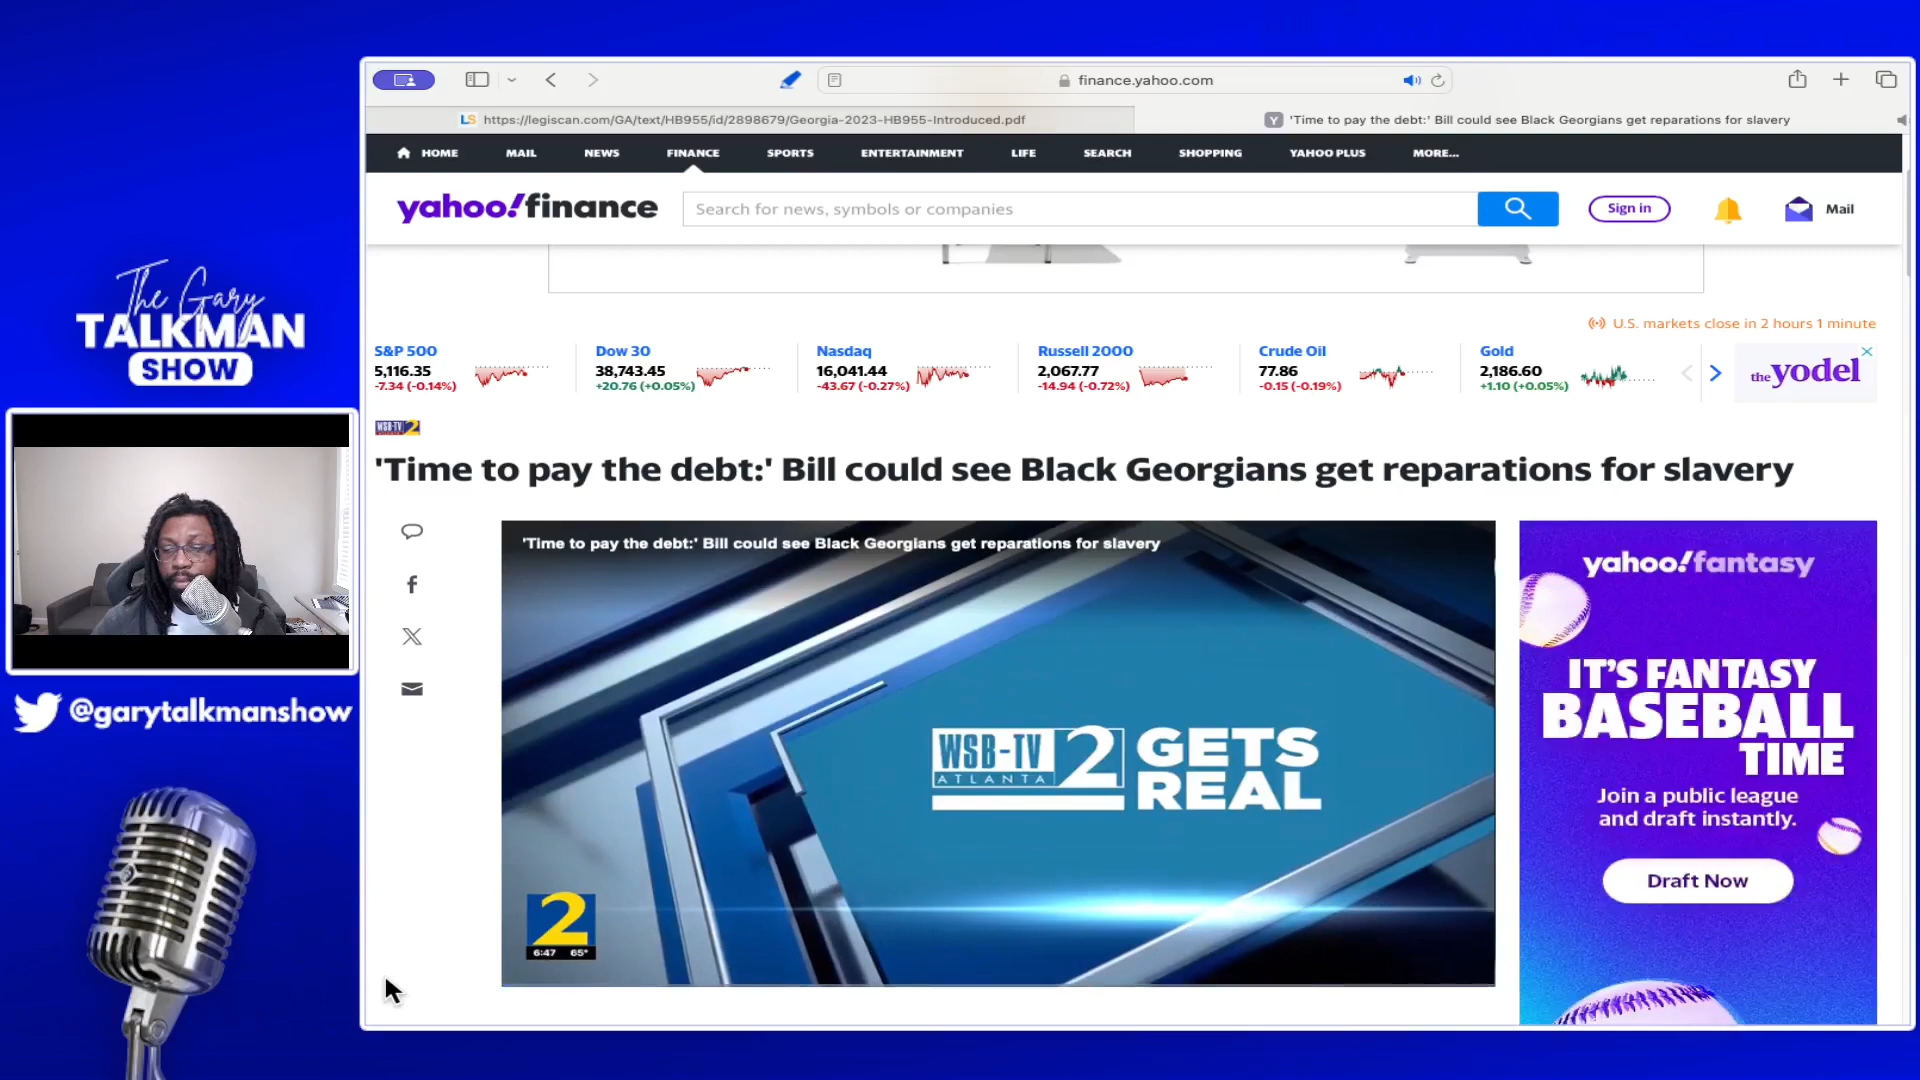 finance.yahoo.com
LS https://legiscan.com/GA/text/HB955/id/2898679/Georgia-2023-HB955-Introduced.pdf
Y 'Time to pay the debt:' Bill could see Black Georgians get reparations for slavery
HOME MAIL NEWS FINANCE SPORTS ENTERTAINMENT LIFE SEARCH SHOPPING YAHOO PLUS MORE...
yahoo!finance
Search for news, symbols or companies
Sign in
Mail
U.S. markets close in 2 hours 1 minute
S&P 500
5,116.35
-7.34 (-0.14%)
Dow 30
38,743.45
+20.76 (+0.05%)
Nasdaq
16,041.44
-43.67 (-0.27%)
Russell 2000
2,067.77
-14.94 (-0.72%)
Crude Oil
77.86
-0.15 (-0.19%)
Gold
2,186.60
+1.10 (+0.05%)
the yodel
WSB-TV 2
'Time to pay the debt:' Bill could see Black Georgians get reparations for slavery
'Time to pay the debt:' Bill could see Black Georgians get reparations for slavery
WSB-TV 2
ATLANTA
GETS
REAL
2
6:47 65°
yahoo!fantasy
IT'S FANTASY
BASEBALL
TIME
Join a public league
and draft instantly.
Draft Now
The Gary
TALKMAN
SHOW
@garytalkmanshow